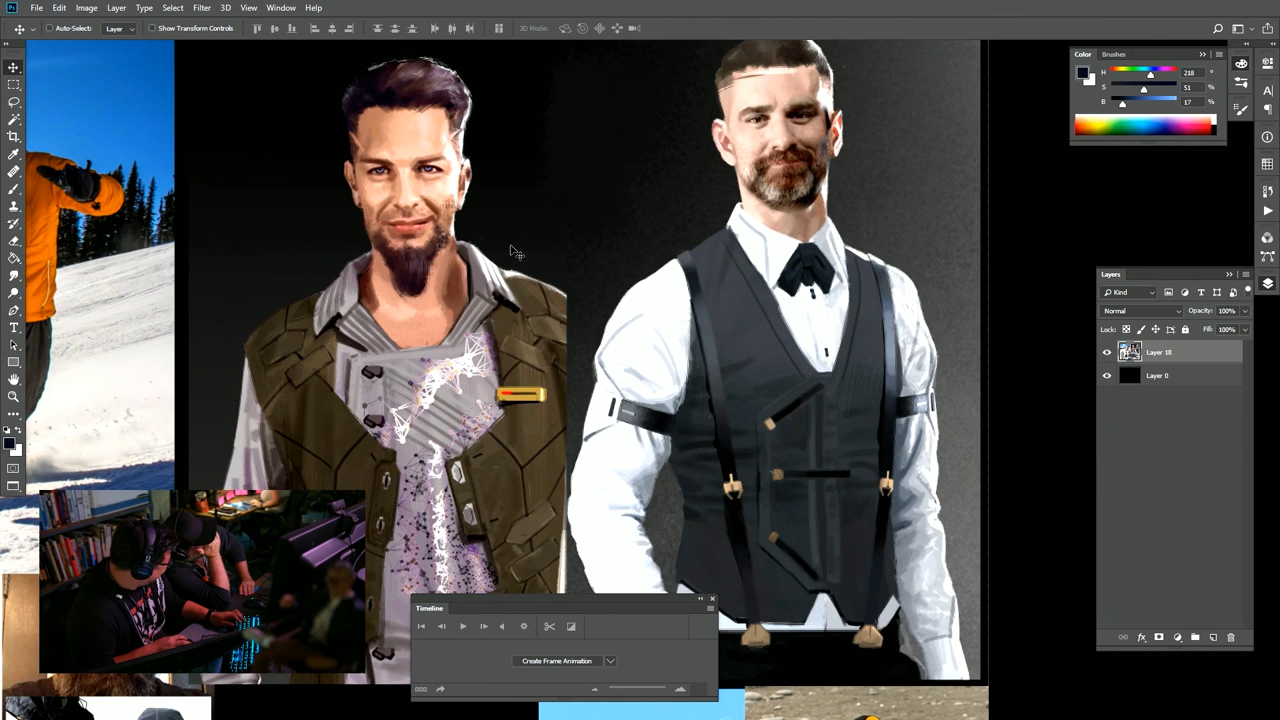 Ps File Edit Image Layer Type Select Filter 3D View Window Help
Auto-Select: Layer Show Transform Controls 3D Mode:
Color Brushes
H 218 °
S 51 %
B 17 %
Layers
Kind
Normal Opacity: 100%
Lock: Fill: 100%
Layer 18
Layer 0
Timeline
Create Frame Animation